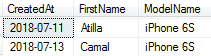 CreatedAt FirstName ModelName
2018-07-11 Atilla iPhone 6S
2018-07-13 Camal iPhone 6S